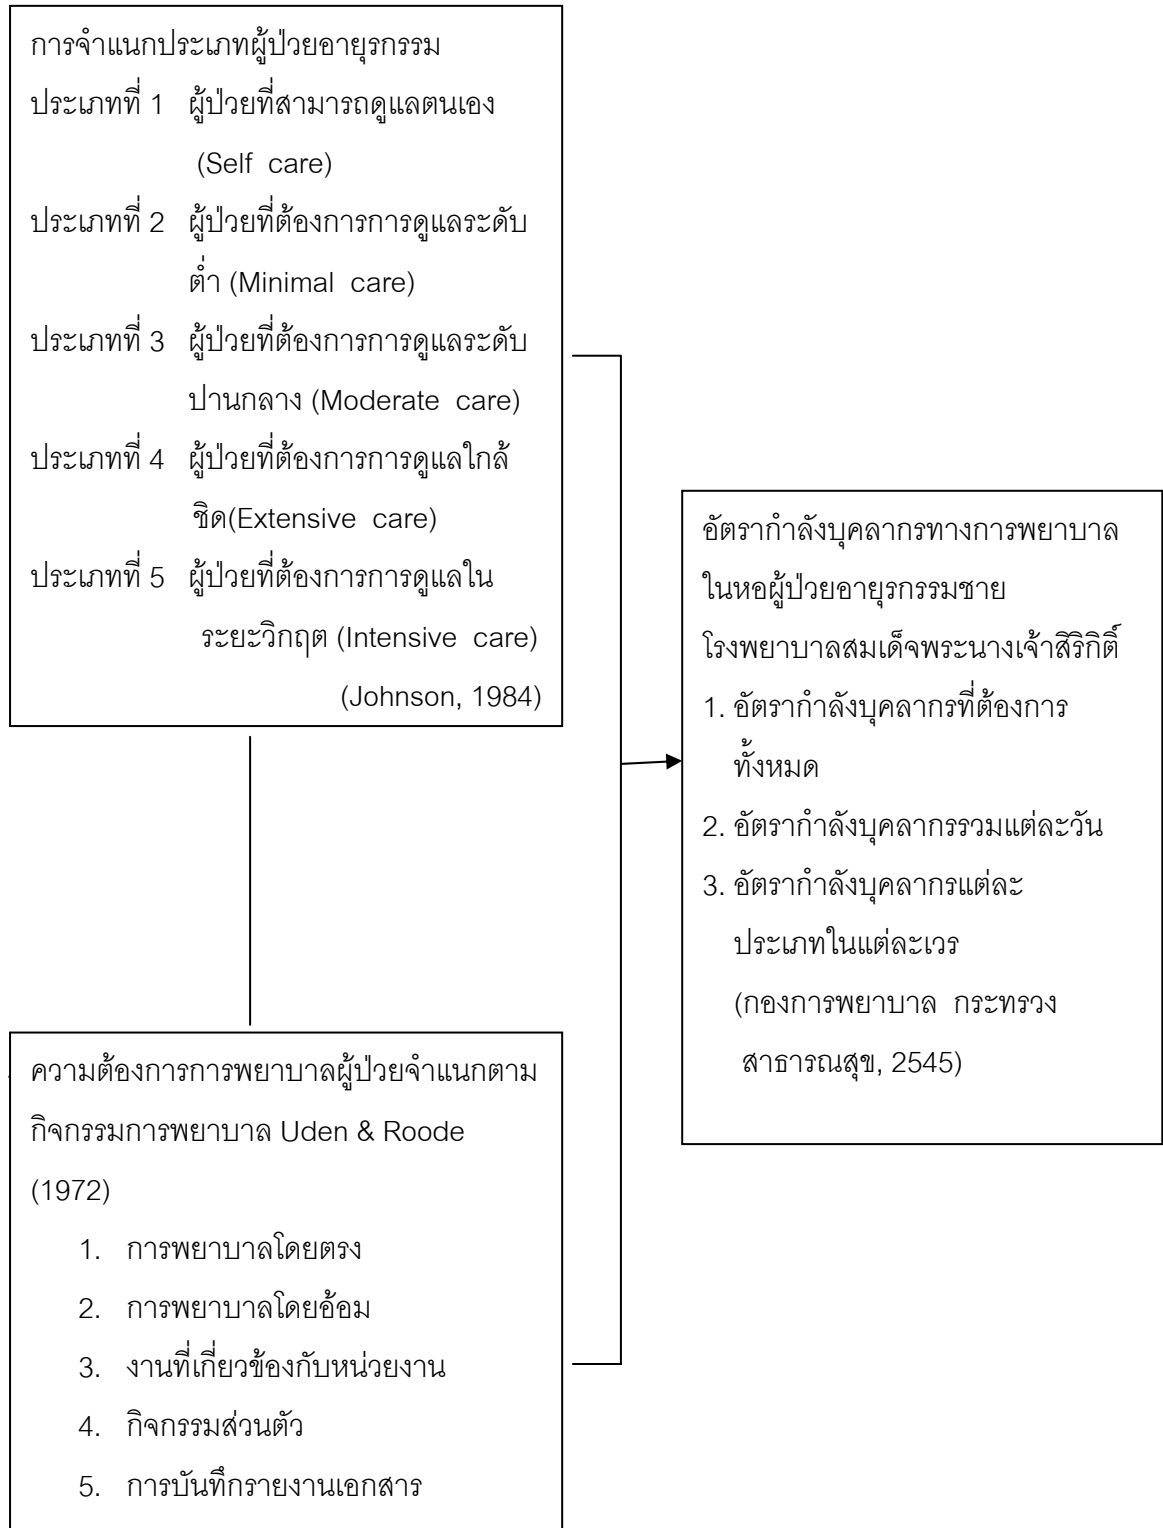 การจำแนกประเภทผู้ป่วยอายุรกรรม
ประเภทที่ 1 ผู้ป่วยที่สามารถดูแลตนเอง
(Self care)
ประเภทที่ 2 ผู้ป่วยที่ต้องการการดูแลระดับ
ต่ำ (Minimal care)
ประเภทที่ 3 ผู้ป่วยที่ต้องการการดูแลระดับ
ปานกลาง (Moderate care)
ประเภทที่ 4 ผู้ป่วยที่ต้องการการดูแลใกล้
ชิด(Extensive care)
ประเภทที่ 5 ผู้ป่วยที่ต้องการการดูแลใน
ระยะวิกฤต (Intensive care)
(Johnson, 1984)
ความต้องการการพยาบาลผู้ป่วยจำแนกตาม
กิจกรรมการพยาบาล Uden & Roode
(1972)
1. การพยาบาลโดยตรง
2. การพยาบาลโดยอ้อม
3. งานที่เกี่ยวข้องกับหน่วยงาน
4. กิจกรรมส่วนตัว
5. การบันทึกรายงานเอกสาร
อัตรากำลังบุคลากรทางการพยาบาล
ในหอผู้ป่วยอายุรกรรมชาย
โรงพยาบาลสมเด็จพระนางเจ้าสิริกิติ์
1. อัตรากำลังบุคลากรที่ต้องการ
ทั้งหมด
2. อัตรากำลังบุคลากรรวมแต่ละวัน
3. อัตรากำลังบุคลากรแต่ละ
ประเภทในแต่ละเวร
(กองการพยาบาล กระทรวง
สาธารณสุข, 2545)